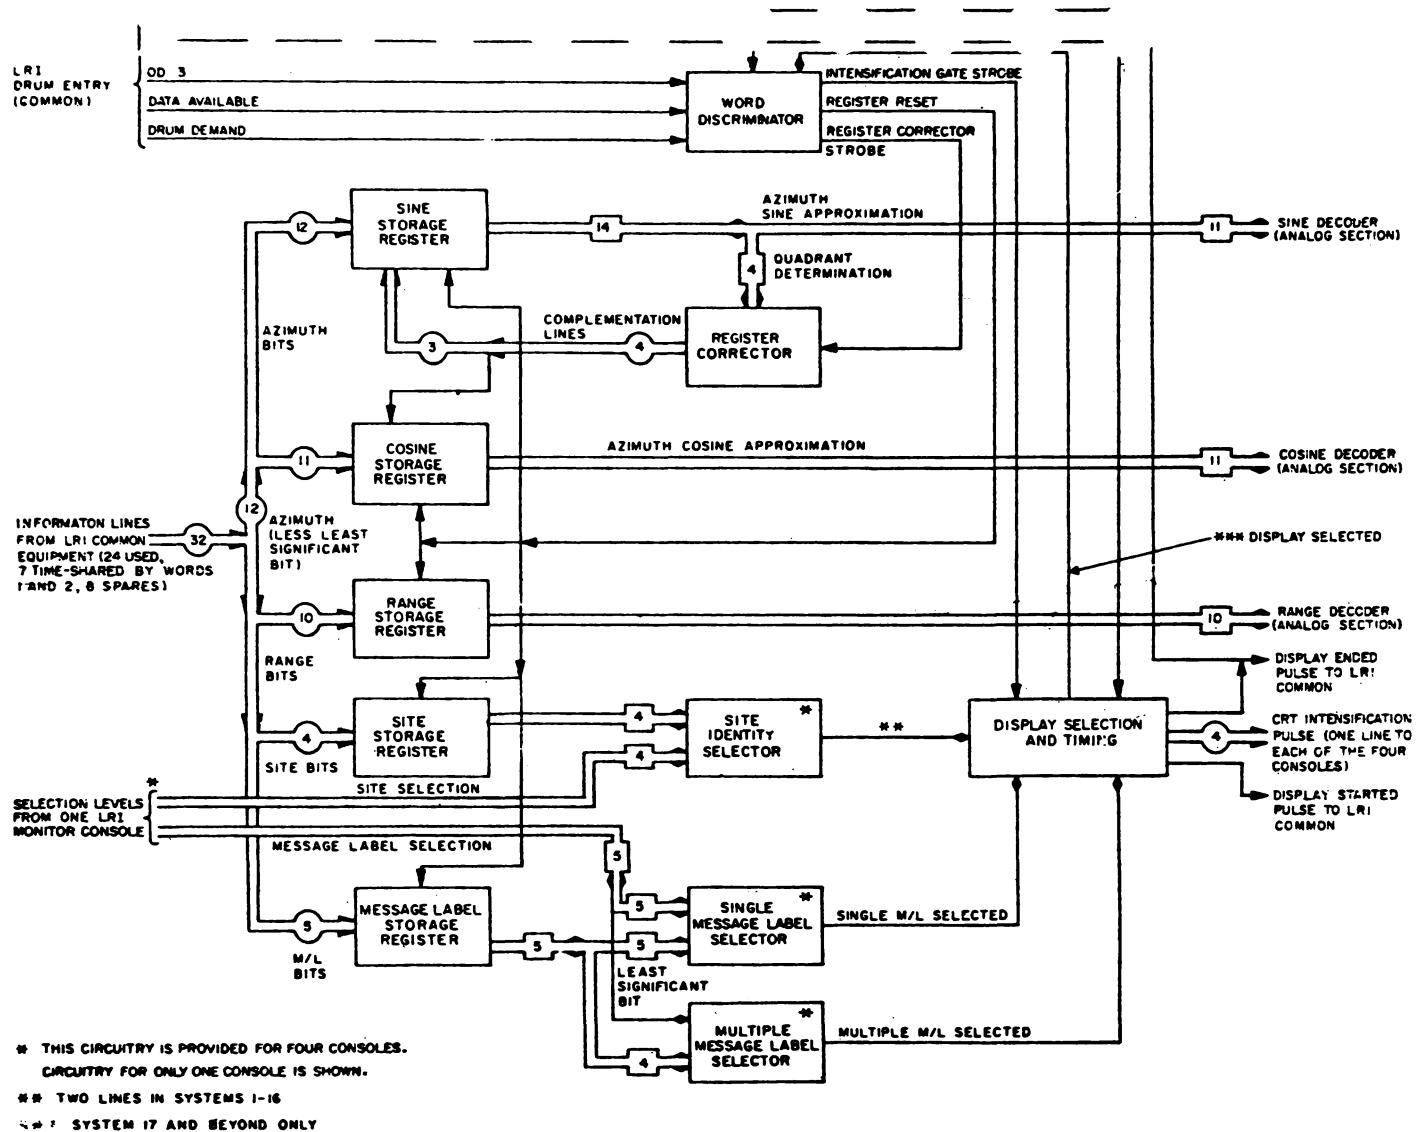 LRI
DRUM ENTRY
(COMMON)
OD 3
DATA AVAILABLE
DRUM DEMAND
WORD
DISCRIMINATOR
INTENSIFICATION GATE STROBE
REGISTER RESET
REGISTER CORRECTOR
STROBE
12
SINE
STORAGE
REGISTER
14
AZIMUTH
SINE APPROXIMATION
11
SINE DECODER
(ANALOG SECTION)
4
QUADRANT
DETERMINATION
AZIMUTH
BITS
3
COMPLEMENTATION
LINES
4
REGISTER
CORRECTOR
11
COSINE
STORAGE
REGISTER
AZIMUTH COSINE APPROXIMATION
11
COSINE DECODER
(ANALOG SECTION)
12
AZIMUTH
(LESS LEAST
SIGNIFICANT
BIT)
INFORMATON LINES
FROM LRI COMMON
EQUIPMENT (24 USED,
7 TIME-SHARED BY WORDS
1 AND 2, 8 SPARES)
32
*** DISPLAY SELECTED
10
RANGE
STORAGE
REGISTER
10
RANGE DECODER
(ANALOG SECTION)
RANGE
BITS
DISPLAY ENDED
PULSE TO LRI
COMMON
4
SITE BITS
SITE
STORAGE
REGISTER
4
4
SITE
IDENTITY
SELECTOR
*
**
DISPLAY SELECTION
AND TIMING
4
CRT INTENSIFICATION
PULSE (ONE LINE TO
EACH OF THE FOUR
CONSOLES)
DISPLAY STARTED
PULSE TO LRI
COMMON
*
SELECTION LEVELS
FROM ONE LRI
MONITOR CONSOLE
SITE SELECTION
MESSAGE LABEL SELECTION
5
5
M/L
BITS
MESSAGE LABEL
STORAGE
REGISTER
5
5
5
SINGLE
MESSAGE LABEL
SELECTOR
*
SINGLE M/L SELECTED
LEAST
SIGNIFICANT
BIT
4
MULTIPLE
MESSAGE LABEL
SELECTOR
*
MULTIPLE M/L SELECTED
* THIS CIRCUITRY IS PROVIDED FOR FOUR CONSOLES.
CIRCUITRY FOR ONLY ONE CONSOLE IS SHOWN.
** TWO LINES IN SYSTEMS 1-16
SYSTEM 17 AND BEYOND ONLY